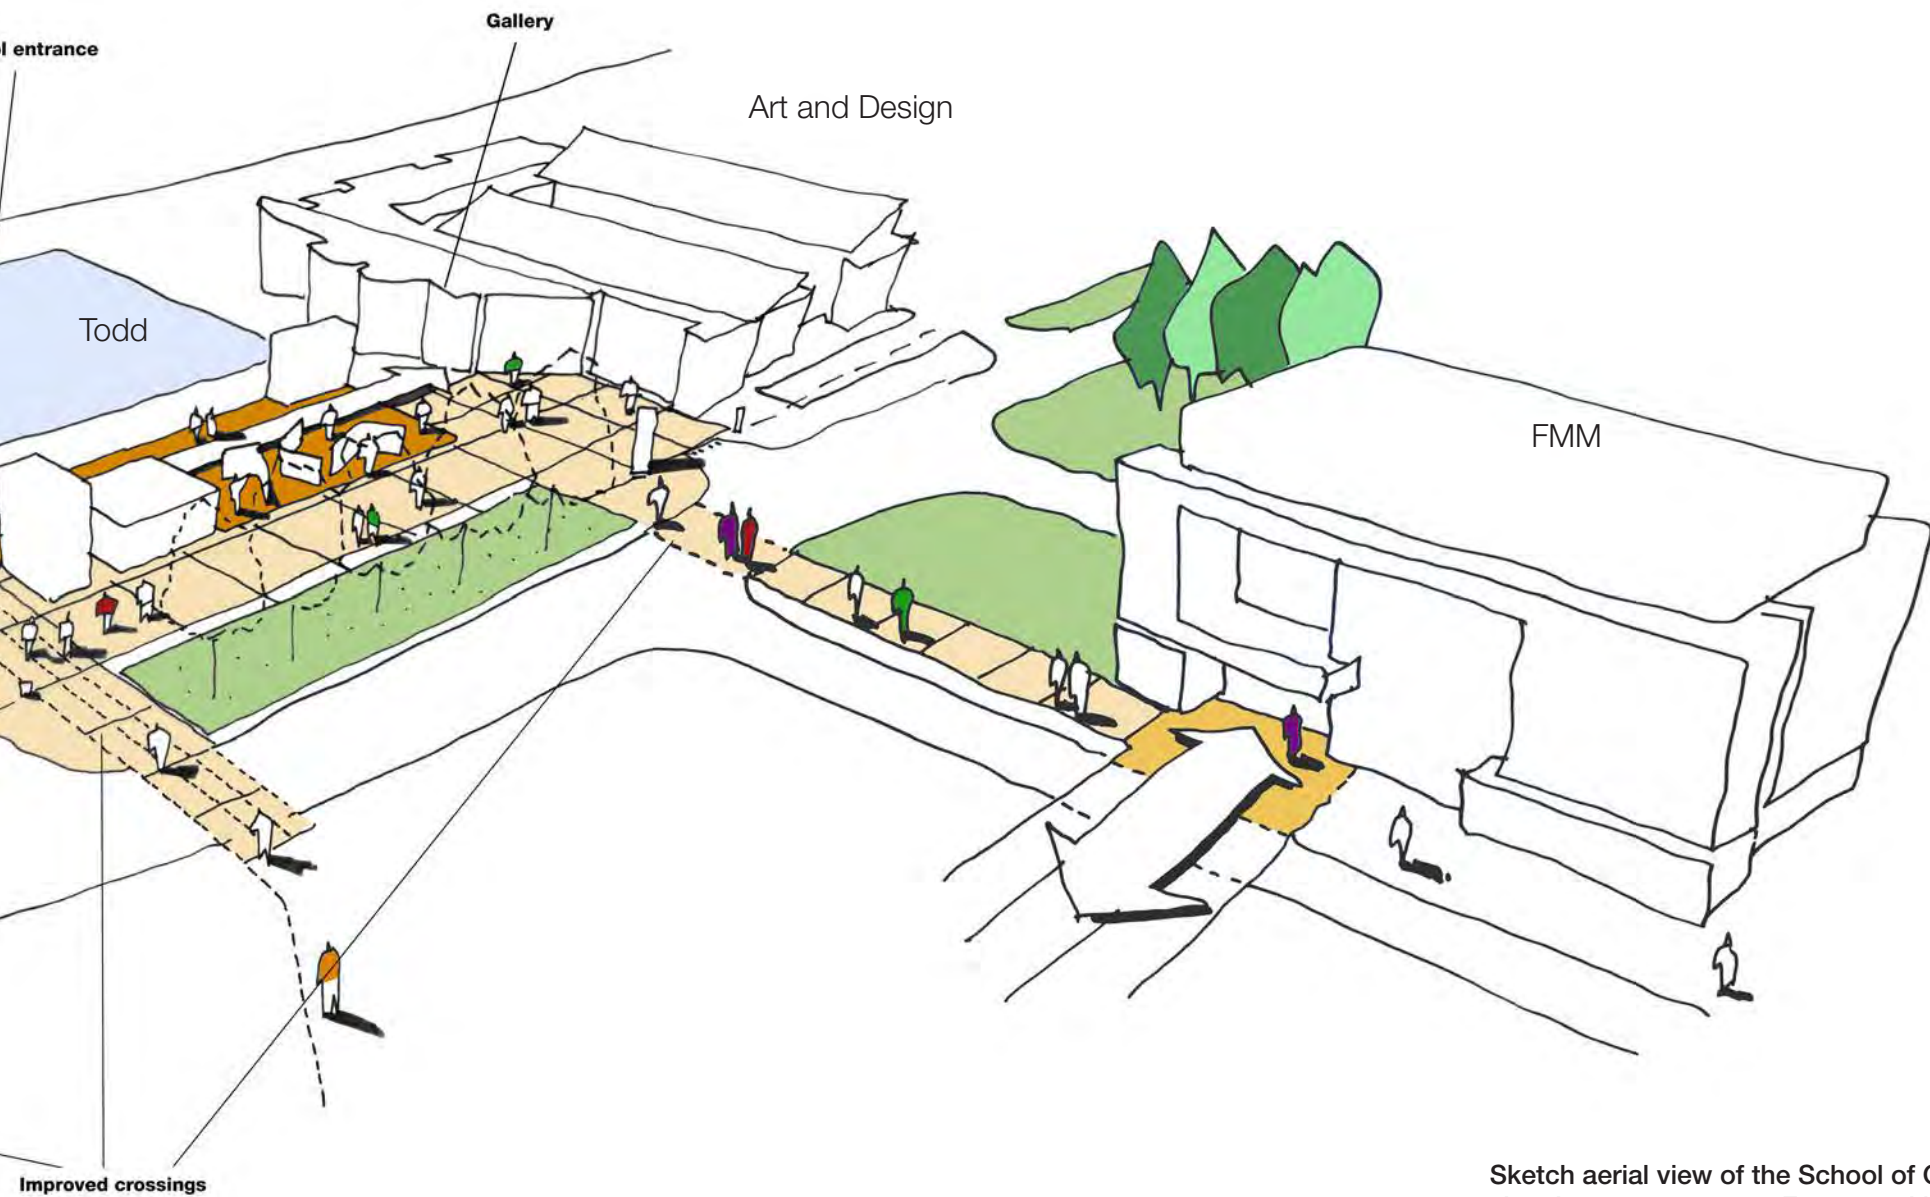 Gallery
l entrance
Art and Design
Todd
FMM
Improved crossings
Sketch aerial view of the School of